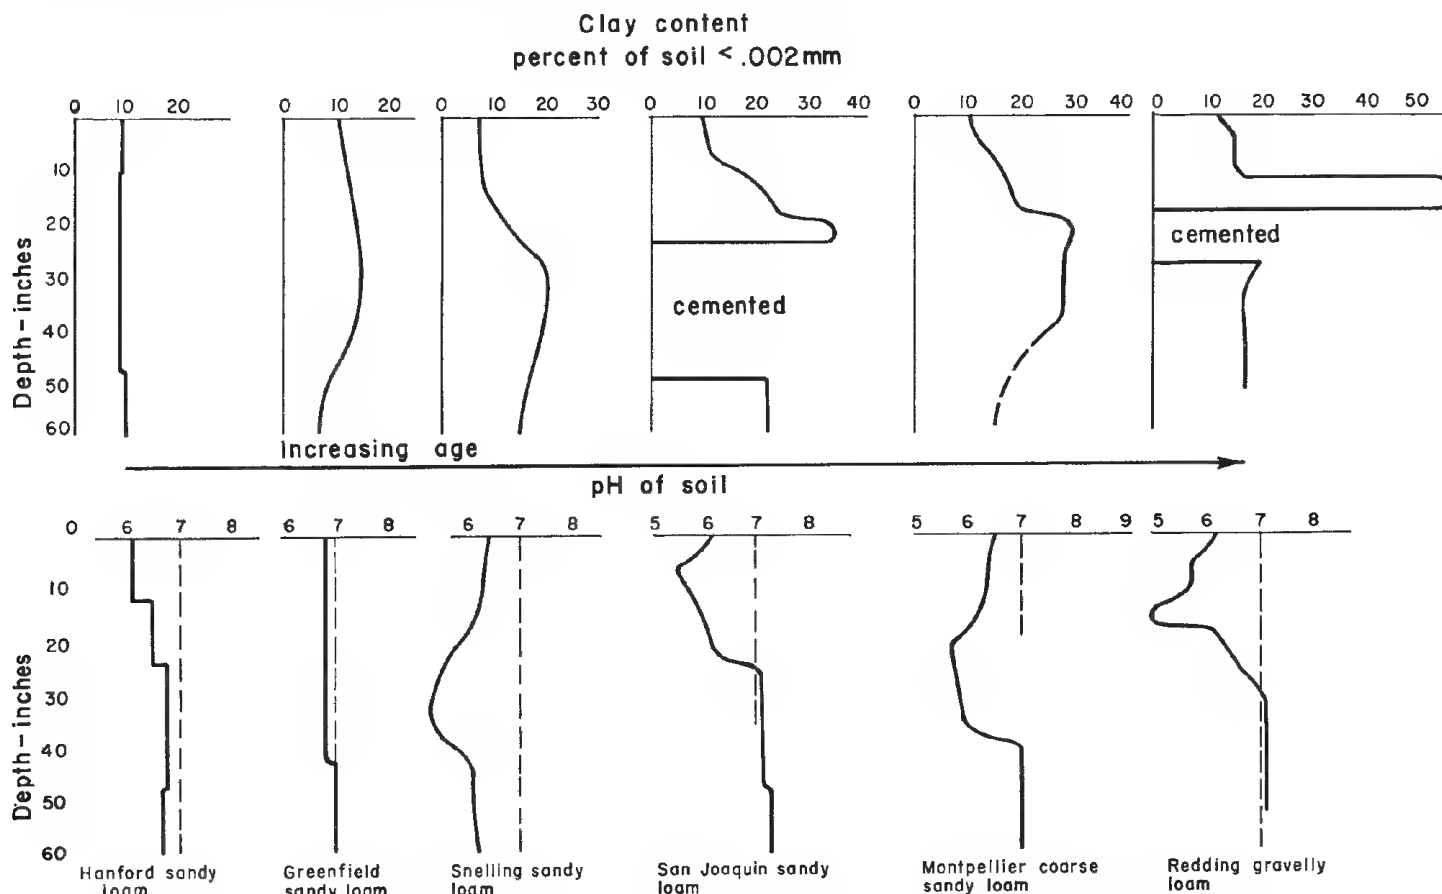 Clay content
percent of soil < .002mm
0 10 20
0 10 20
0 10 20 30
0 10 20 30 40
0 10 20 30 40
0 10 20 30 40 50
10
20
30
40
50
60
Depth-inches
cemented
cemented
Increasing age
pH of soil
0
6 7 8
6 7 8
6 7 8
5 6 7 8
5 6 7 8 9
5 6 7 8
10
20
30
40
50
60
Depth-inches
Hanford sandy
loam
Greenfield
sandy loam
Snelling sandy
loam
San Joaquin sandy
loam
Montpellier coarse
sandy loam
Redding gravelly
loam